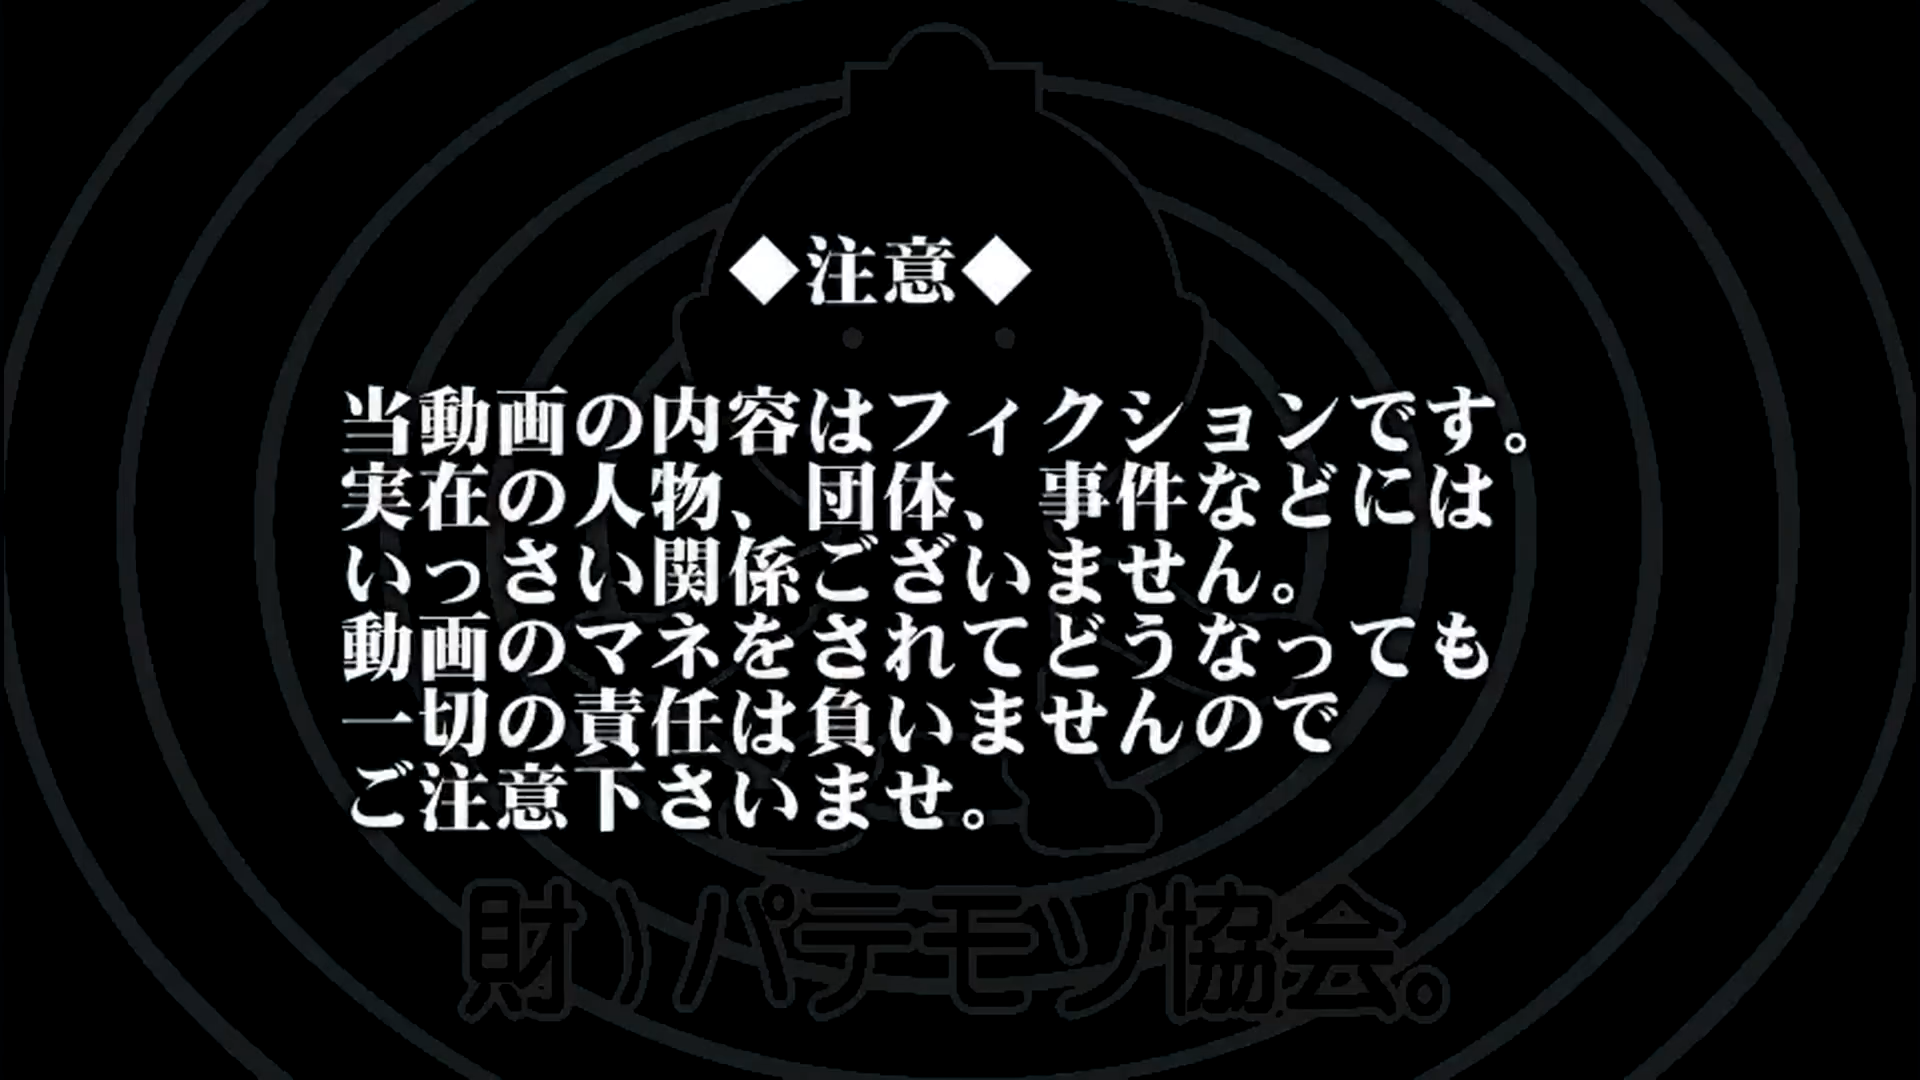 ◆注意◆
当動画の内容はフィクションです。
実在の人物、団体、事件などには
いっさい関係ございません。
動画のマネをされてどうなっても
一切の責任は負いませんので
ご注意下さいませ。
財）パテモソ協会。